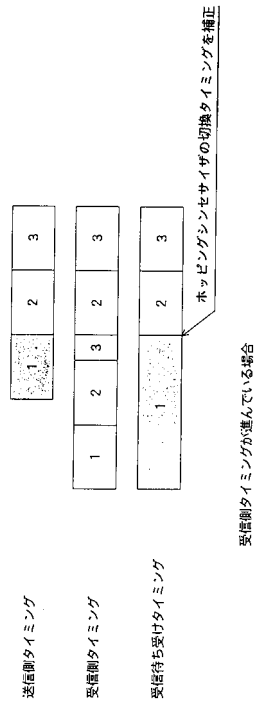 送信側タイミング
1 2 3
受信側タイミング
1 2 3 2 3
受信待ち受けタイミング
1 2 3
ホッピングシンセサイザの切換タイミングを補正
受信側タイミングが進んでいる場合